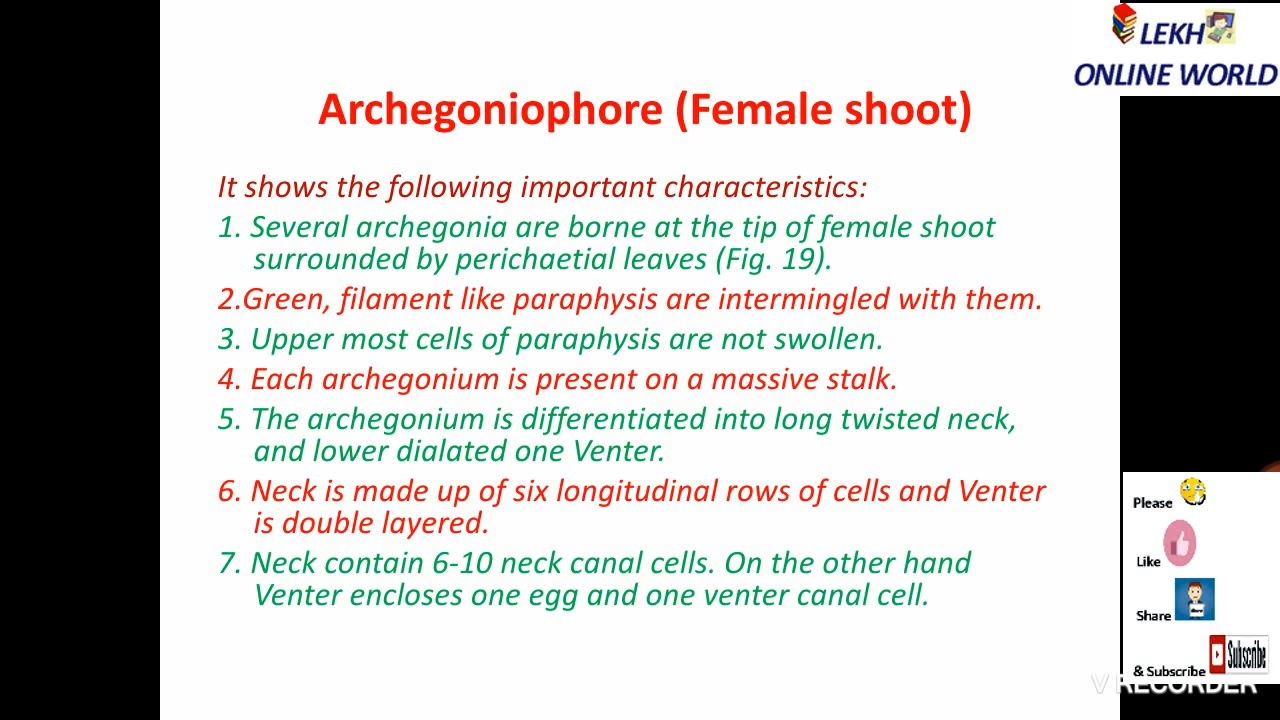 LEKH
ONLINE WORLD
Archegoniophore (Female shoot)
It shows the following important characteristics:
1. Several archegonia are borne at the tip of female shoot
surrounded by perichaetial leaves (Fig. 19).
2.Green, filament like paraphysis are intermingled with them.
3. Upper most cells of paraphysis are not swollen.
4. Each archegonium is present on a massive stalk.
5. The archegonium is differentiated into long twisted neck,
and lower dialated one Venter.
6. Neck is made up of six longitudinal rows of cells and Venter
is double layered.
7. Neck contain 6-10 neck canal cells. On the other hand
Venter encloses one egg and one venter canal cell.
Please
Like
Share
& Subscribe
Subscribe
V RECORDER